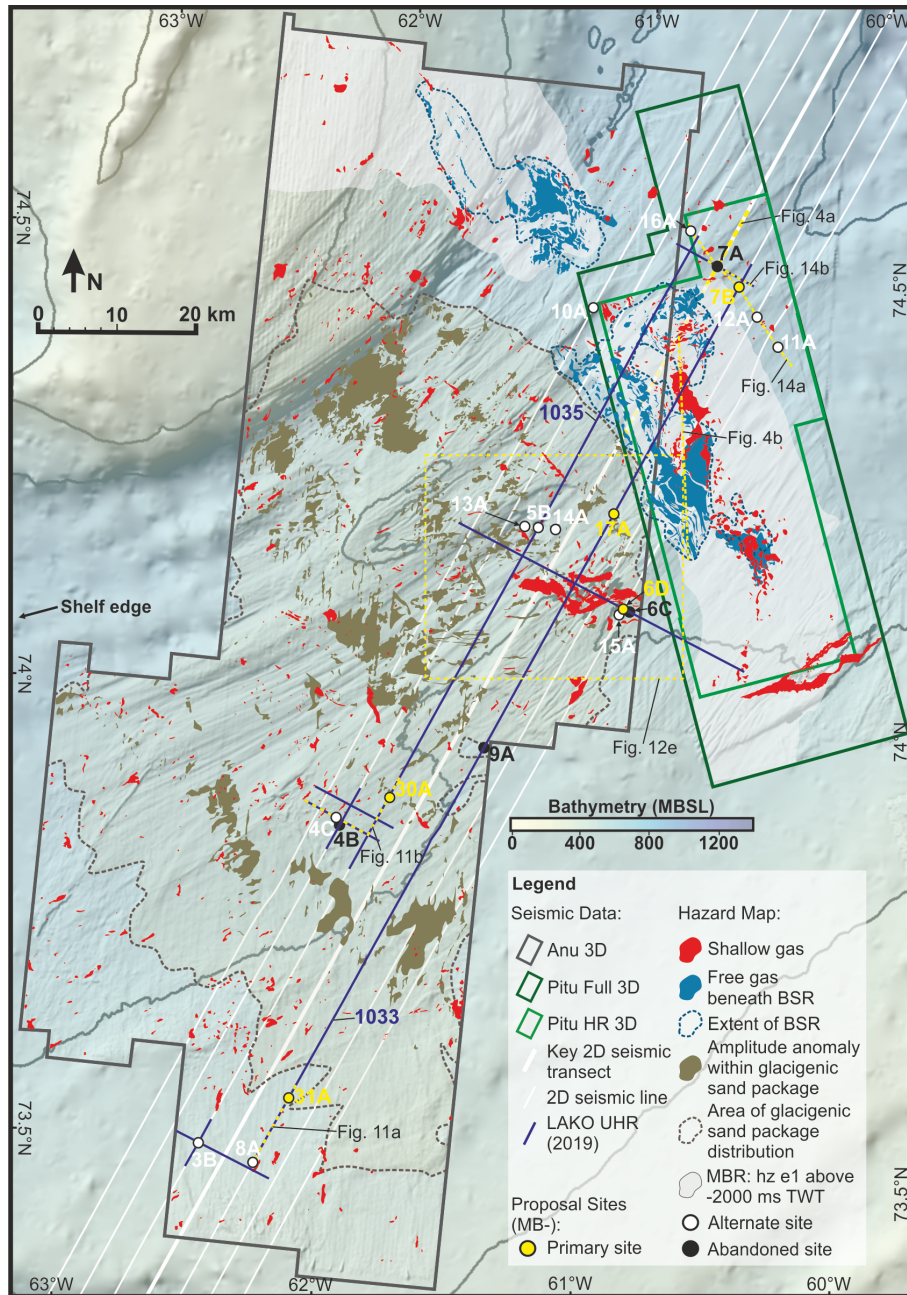 63°W
62°W
61°W
60°W
74.5°N
74.5°N
N
0
10
20 km
16A
7A
Fig. 4a
Fig. 14b
7B
10A
12A
11A
Fig. 14a
1035
Fig. 4b
13A
5B
14A
17A
6D
6C
15A
Shelf edge
74°N
74°N
Fig. 12e
9A
30A
4C
4B
Fig. 11b
1033
31A
Fig. 11a
3B
8A
73.5°N
73.5°N
Bathymetry (MBSL)
0
400
800
1200
Legend
Seismic Data:
Anu 3D
Pitu Full 3D
Pitu HR 3D
Key 2D seismic
transect
2D seismic line
LAKO UHR
(2019)
Proposal Sites
(MB-):
Primary site
Hazard Map:
Shallow gas
Free gas
beneath BSR
Extent of BSR
Amplitude anomaly
within glacigenic
sand package
Area of glacigenic
sand package
distribution
MBR: hz e1 above
-2000 ms TWT
Alternate site
Abandoned site
63°W
62°W
61°W
60°W